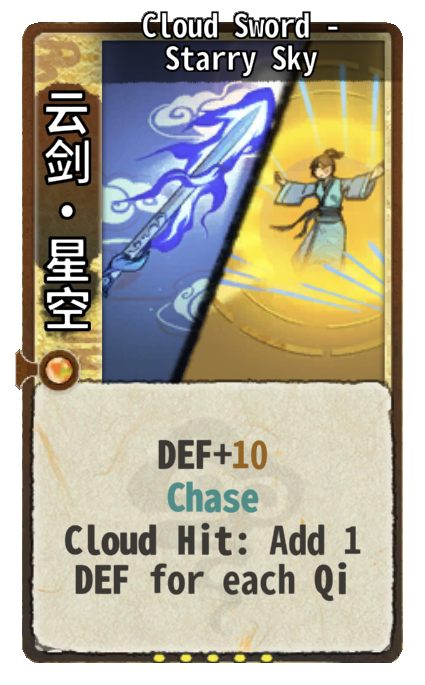 Cloud Sword -
Starry Sky
云剑·星空
DEF+10
Chase
Cloud Hit: Add 1
DEF for each Qi